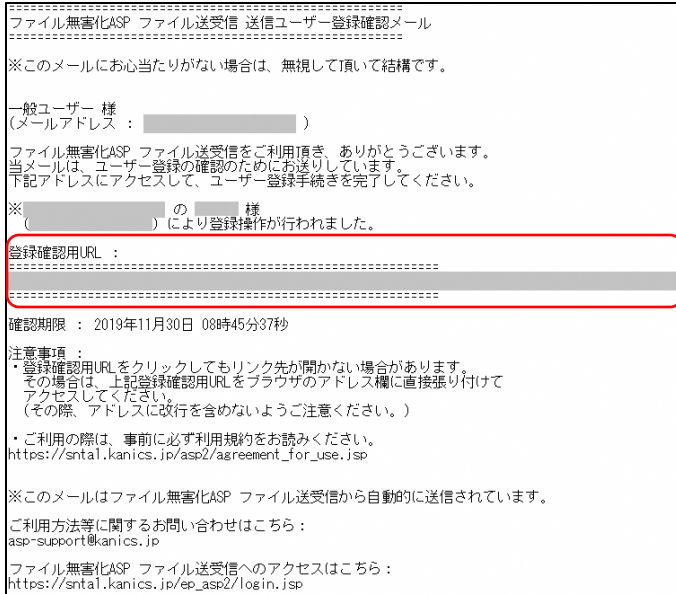 ============================================================
ファイル無害化ASP ファイル送受信 送信ユーザー登録確認メール
============================================================
※このメールにお心当たりがない場合は、無視して頂いて結構です。
一般ユーザー 様
(メールアドレス : )
ファイル無害化ASP ファイル送受信をご利用頂き、ありがとうございます。
当メールは、ユーザー登録の確認のためにお送りしています。
下記アドレスにアクセスして、ユーザー登録手続きを完了してください。
※ の 様
( ) により登録操作が行われました。
登録確認用URL :
============================================================
============================================================
確認期限 : 2019年11月30日 08時45分37秒
注意事項 :
・登録確認用URLをクリックしてもリンク先が開かない場合があります。
その場合は、上記登録確認用URLをブラウザのアドレス欄に直接張り付けて
アクセスしてください。
(その際、アドレスに改行を含めないようご注意ください。)
・ご利用の際は、事前に必ず利用規約をお読みください。
https://snta1.kanics.jp/asp2/agreement_for_use.jsp
※このメールはファイル無害化ASP ファイル送受信から自動的に送信されています。
ご利用方法等に関するお問い合わせはこちら:
asp-support@kanics.jp
ファイル無害化ASP ファイル送受信へのアクセスはこちら:
https://snta1.kanics.jp/ep_asp2/login.jsp